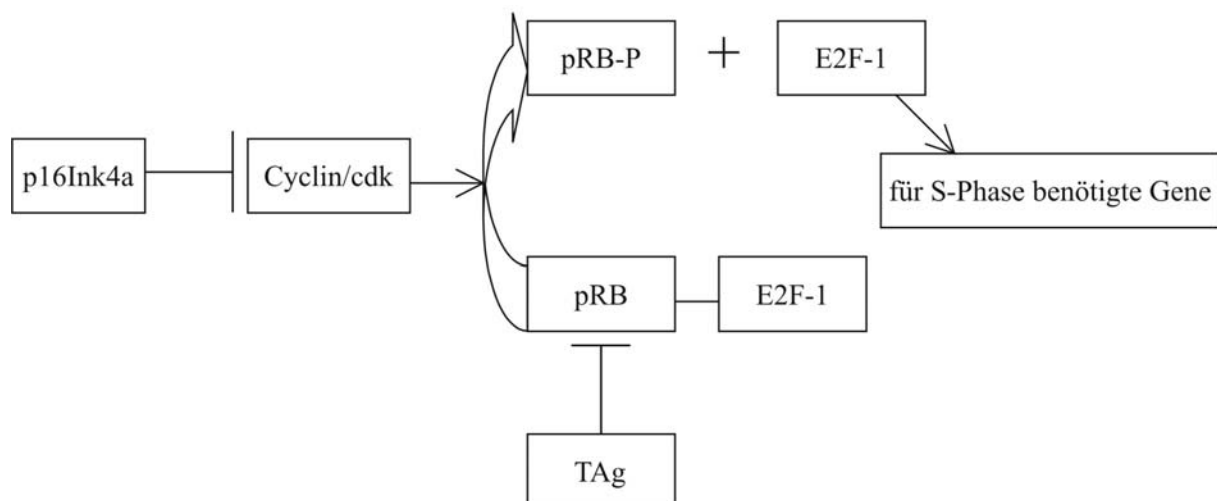 pRB-P
+
E2F-1
p16Ink4a
Cyclin/cdk
für S-Phase benötigte Gene
pRB
E2F-1
TAg